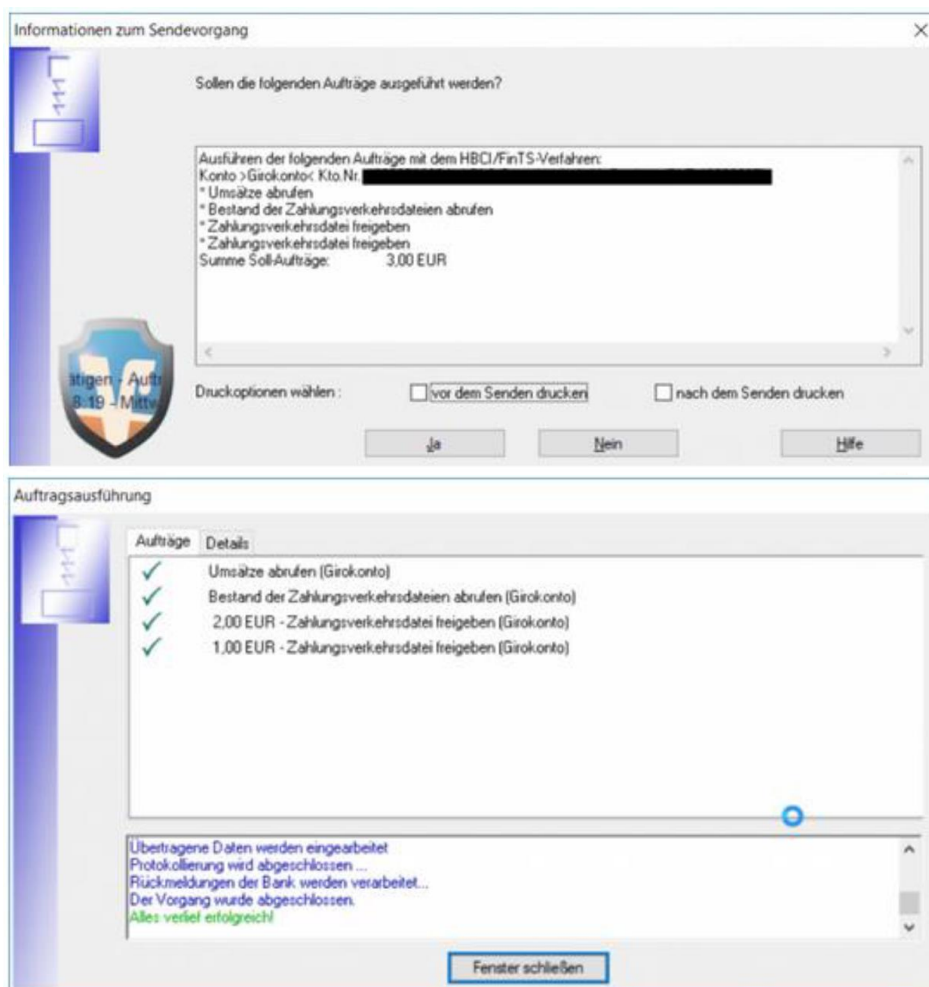 Informationen zum Sendevorgang
Sollen die folgenden Aufträge ausgeführt werden?
Ausführen der folgenden Aufträge mit dem HBCI/FinTS-Verfahren:
Konto >Girokonto< Kto.Nr.
* Umsätze abrufen
* Bestand der Zahlungsverkehrsdateien abrufen
* Zahlungsverkehrsdatei freigeben
* Zahlungsverkehrsdatei freigeben
Summe Soll-Aufträge: 3,00 EUR
ätigen - Auftr
8:19 - Mittw
Druckoptionen wählen : vor dem Senden drucken nach dem Senden drucken
Ja Nein Hilfe
Auftragsausführung
Aufträge Details
Umsätze abrufen (Girokonto)
Bestand der Zahlungsverkehrsdateien abrufen (Girokonto)
2,00 EUR - Zahlungsverkehrsdatei freigeben (Girokonto)
1,00 EUR - Zahlungsverkehrsdatei freigeben (Girokonto)
Übertragene Daten werden eingearbeitet
Protokollierung wird abgeschlossen ...
Rückmeldungen der Bank werden verarbeitet...
Der Vorgang wurde abgeschlossen.
Alles verlief erfolgreich!
Fenster schließen